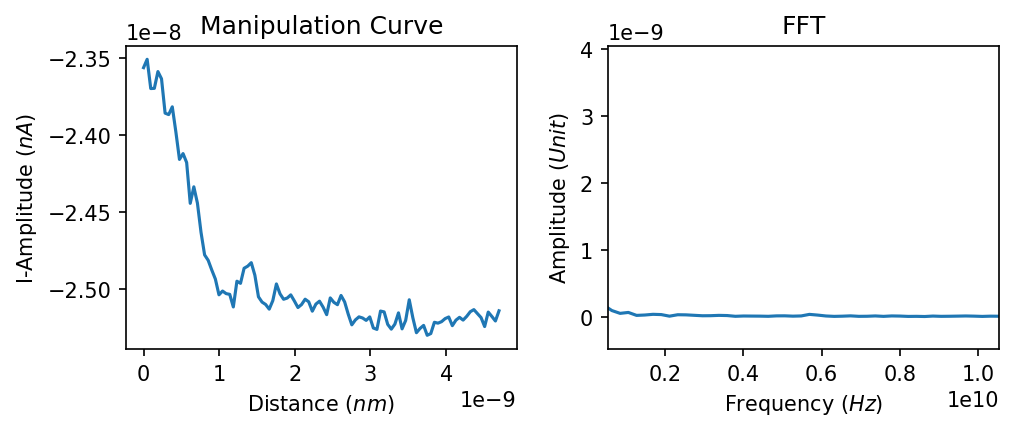 Manipulation Curve
1e−8
−2.35
−2.40
−2.45
−2.50
I-Amplitude (nA)
0 1 2 3 4
1e−9
Distance (nm)
FFT
1e−9
4
3
2
1
0
Amplitude (Unit)
0.2 0.4 0.6 0.8 1.0
1e10
Frequency (Hz)